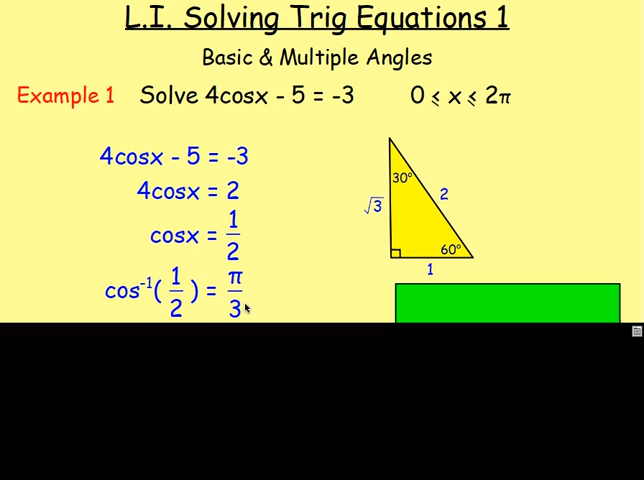 L.I. Solving Trig Equations 1
Basic & Multiple Angles
Example 1 Solve 4cosx - 5 = -3 0 ≤ x ≤ 2π
4cosx - 5 = -3
4cosx = 2
cosx = 1/2
cos⁻¹(1/2) = π/3
30°
√3
2
60°
1